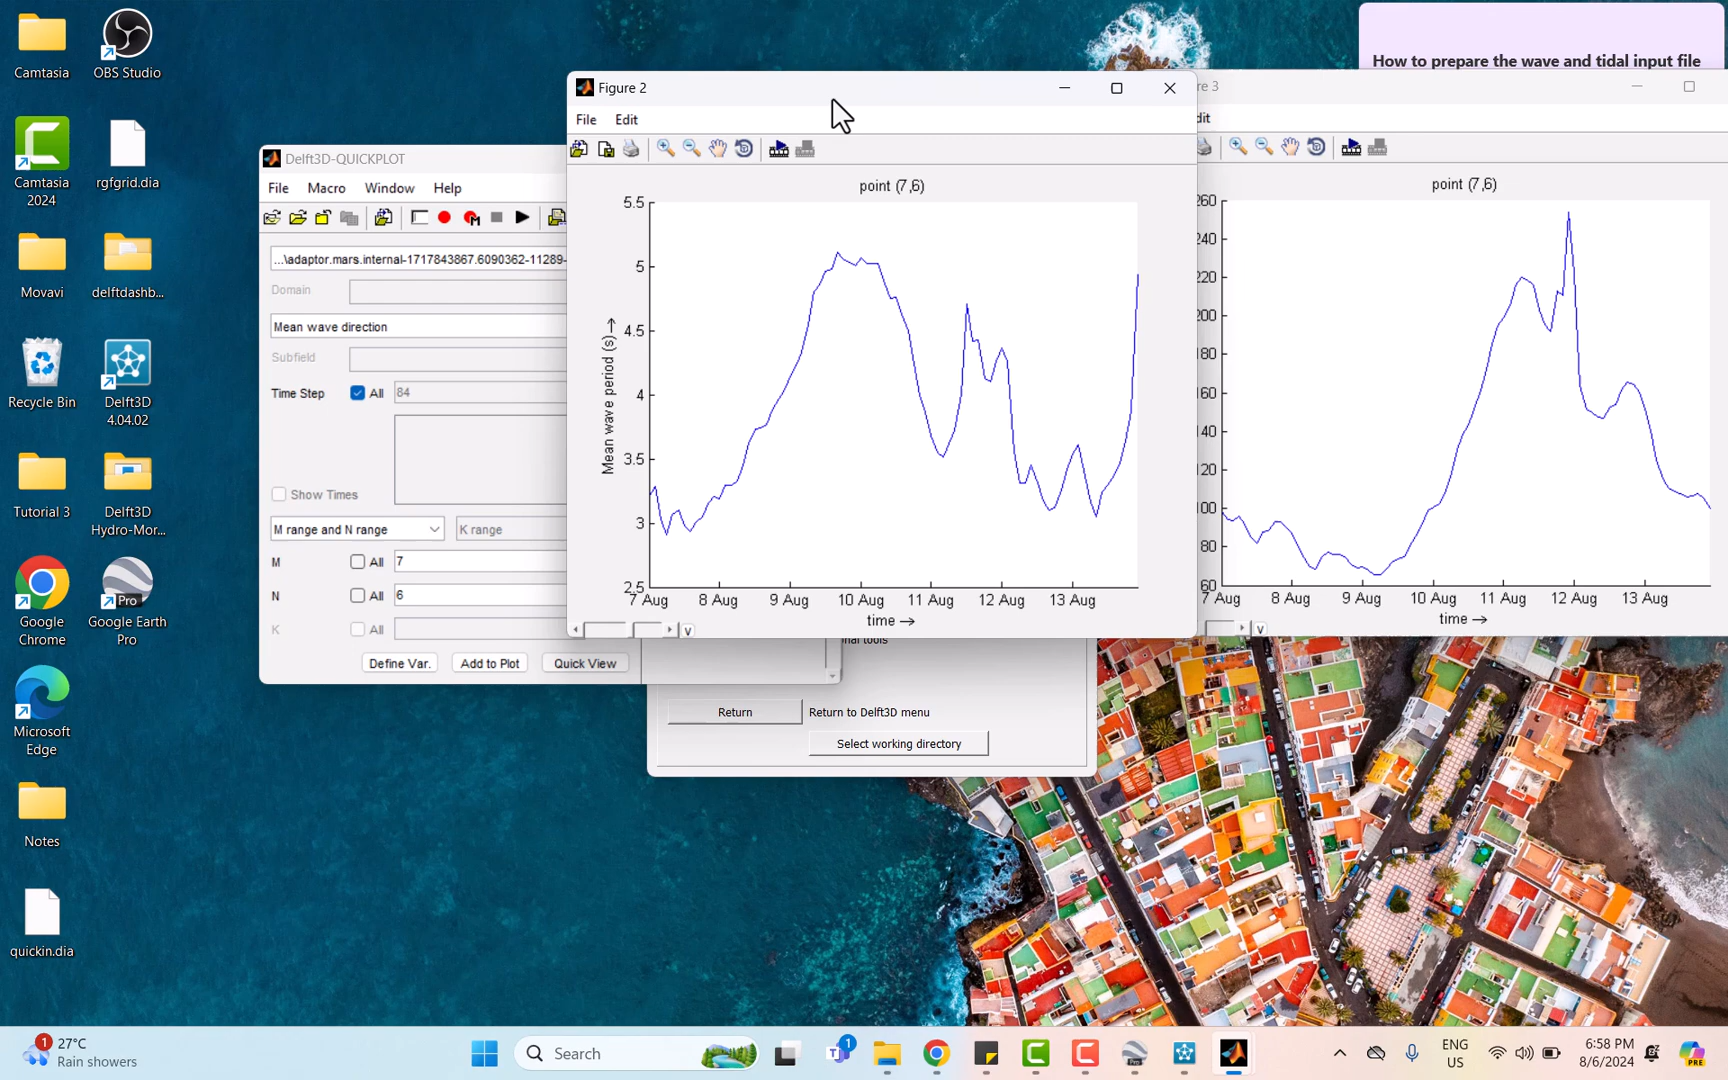 Camtasia
OBS Studio
Camtasia
2024
rgfgrid.dia
Movavi
delftdashb...
Recycle Bin
Delft3D
4.04.02
Tutorial 3
Delft3D
Hydro-Mor...
Google
Chrome
Google Earth
Pro
Microsoft
Edge
Notes
quickin.dia
How to prepare the wave and tidal input file
Delft3D-QUICKPLOT
File Macro Window Help
...\adaptor.mars.internal-1717843867.6090362-11289-
Domain
Mean wave direction
Subfield
Time Step All 84
Show Times
M range and N range K range
M All 7
N All 6
K All
Define Var. Add to Plot Quick View
Figure 2
File Edit
point (7,6)
5.5
5
4.5
4
3.5
3
2.5
Mean wave period (s)→
7 Aug 8 Aug 9 Aug 10 Aug 11 Aug 12 Aug 13 Aug
time →
v
re 3
dit
point (7,6)
260
240
220
200
180
160
140
120
100
80
60
7 Aug 8 Aug 9 Aug 10 Aug 11 Aug 12 Aug 13 Aug
time →
v
nal tools
Return Return to Delft3D menu
Select working directory
1
27°C
Rain showers
Search
1
ENG
US
6:58 PM
8/6/2024
PRE